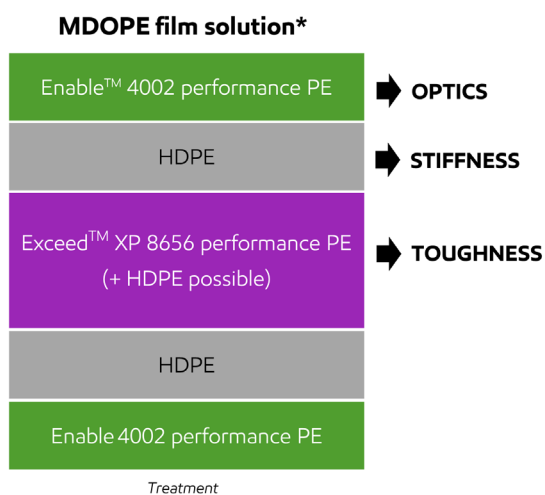 MDOPE film solution*
Enable™ 4002 performance PE
OPTICS
HDPE
STIFFNESS
Exceed™ XP 8656 performance PE
(+ HDPE possible)
TOUGHNESS
HDPE
Enable 4002 performance PE
Treatment